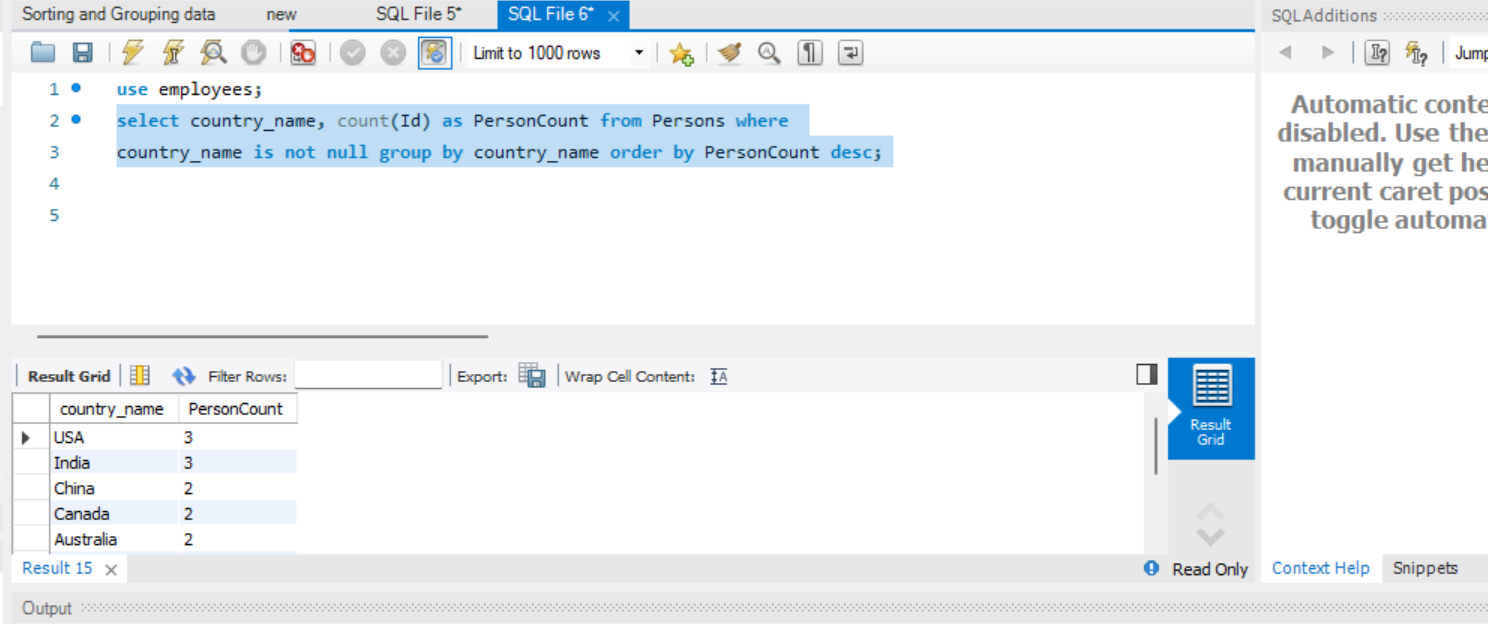 Sorting and Grouping data new SQL File 5* SQL File 6* ×
SQLAdditions
Limit to 1000 rows
Jump
1 use employees;
2 select country_name, count(Id) as PersonCount from Persons where
3 country_name is not null group by country_name order by PersonCount desc;
4
5
Automatic conte
disabled. Use the
manually get he
current caret pos
toggle automa
Result Grid Filter Rows: Export: Wrap Cell Content:
country_name PersonCount
USA 3
India 3
China 2
Canada 2
Australia 2
Result
Grid
Result 15 × Read Only
Context Help Snippets
Output